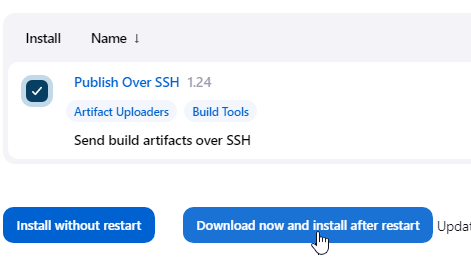 Install Name ↓
Publish Over SSH 1.24
Artifact Uploaders Build Tools
Send build artifacts over SSH
Install without restart Download now and install after restart